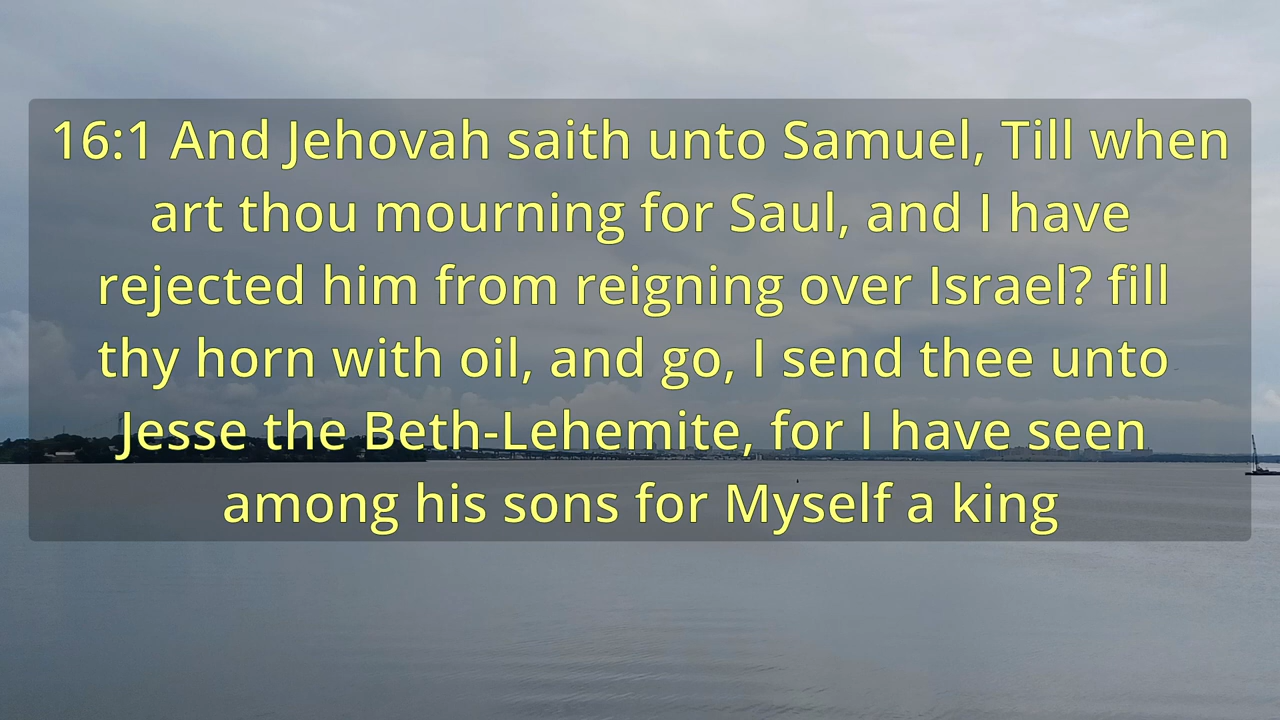 16:1 And Jehovah saith unto Samuel, Till when
art thou mourning for Saul, and I have
rejected him from reigning over Israel? fill
thy horn with oil, and go, I send thee unto
Jesse the Beth-Lehemite, for I have seen
among his sons for Myself a king